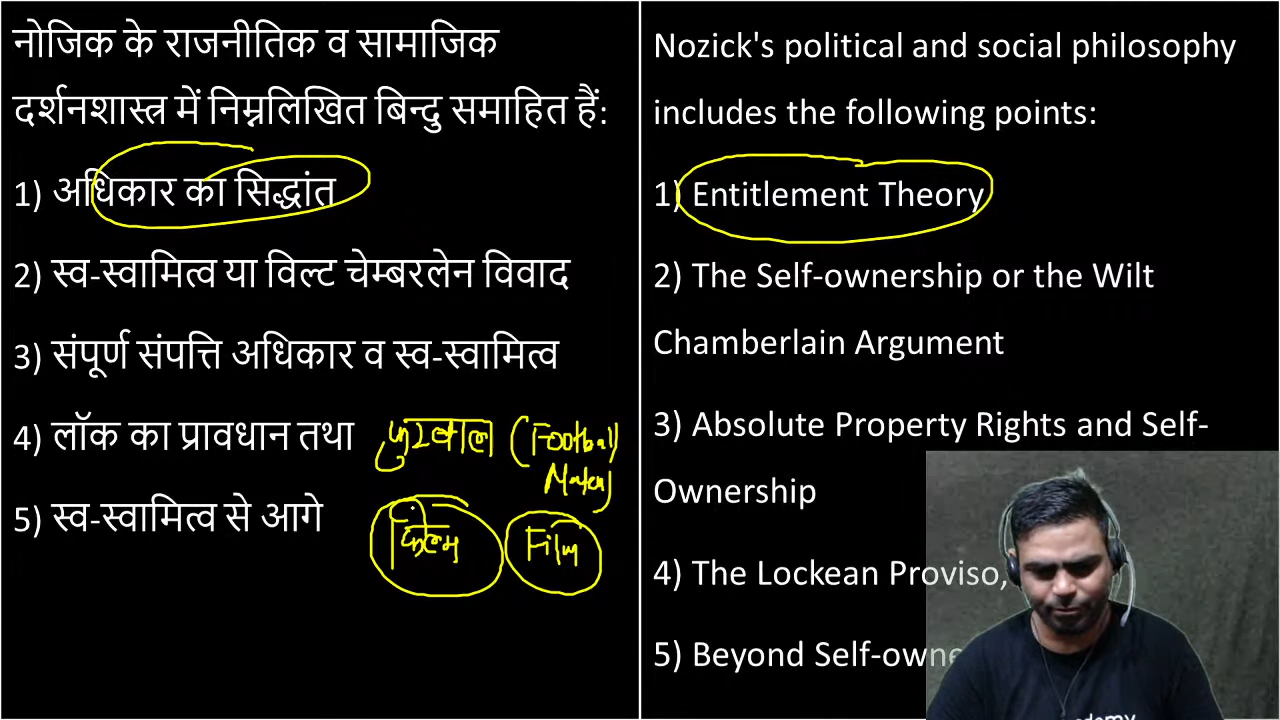 नोजिक के राजनीतिक व सामाजिक
दर्शनशास्त्र में निम्नलिखित बिन्दु समाहित हैं:
1) अधिकार का सिद्धांत
2) स्व-स्वामित्व या विल्ट चेम्बरलेन विवाद
3) संपूर्ण संपत्ति अधिकार व स्व-स्वामित्व
4) लॉक का प्रावधान तथा
5) स्व-स्वामित्व से आगे
(Football
फिल्म Film
Nozick's political and social philosophy
includes the following points:
1) Entitlement Theory
2) The Self-ownership or the Wilt
Chamberlain Argument
3) Absolute Property Rights and Self-
Ownership
4) The Lockean Proviso,
5) Beyond